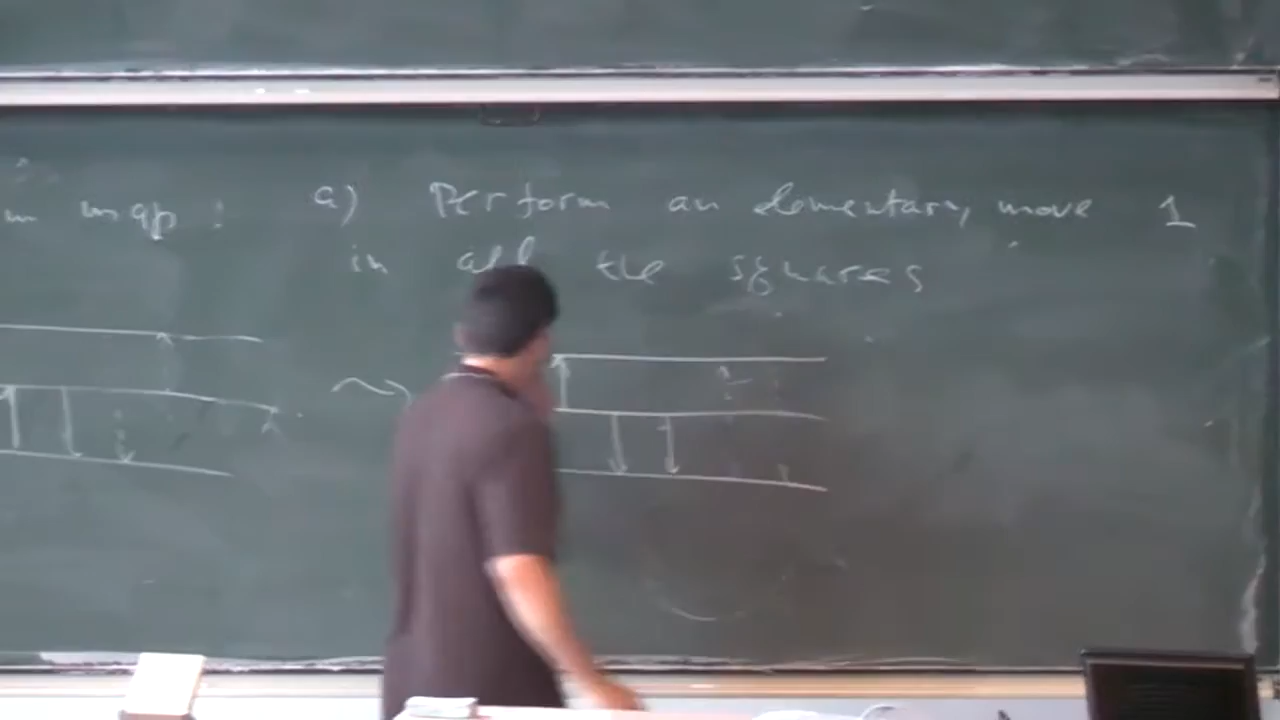 map : a) Perform an elementary move 1
in all the squares